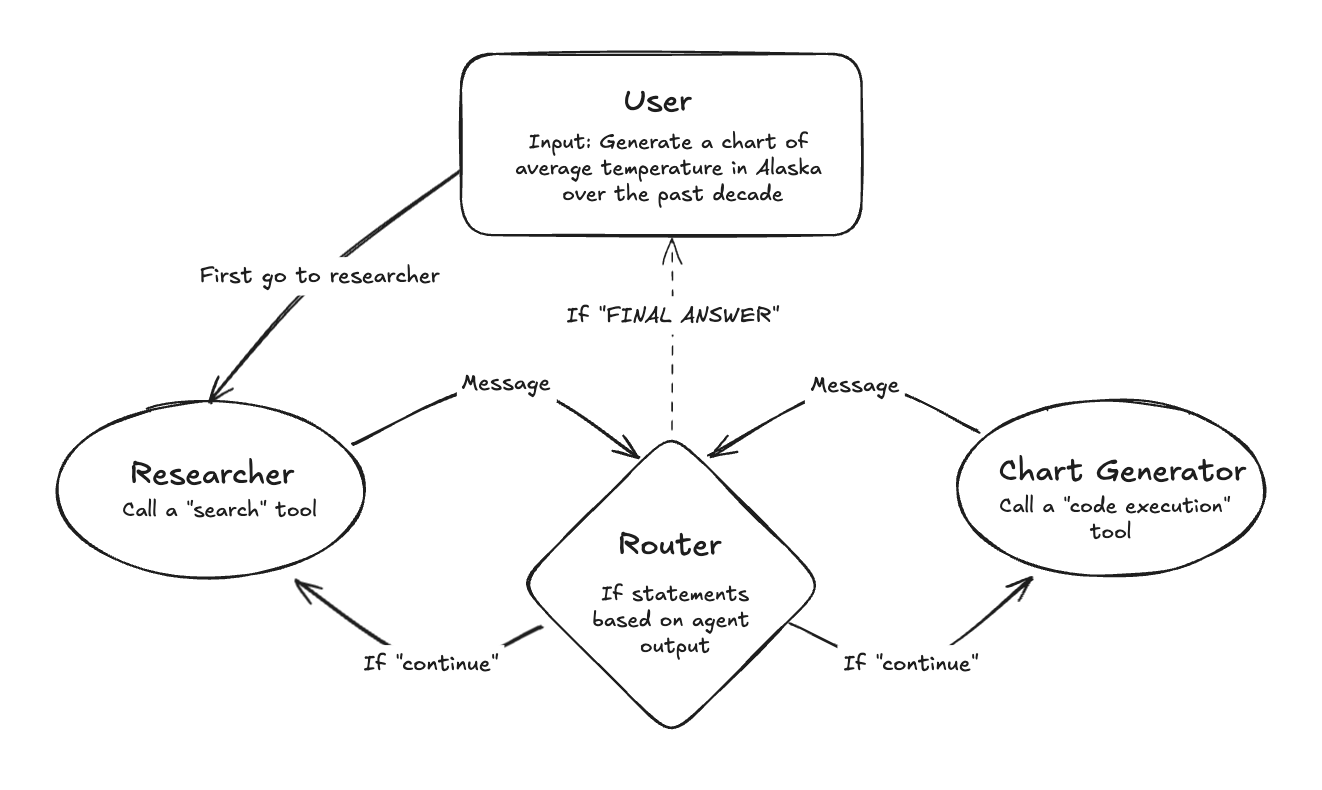 User
Input: Generate a chart of
average temperature in Alaska
over the past decade
First go to researcher
If "FINAL ANSWER"
Message
Message
Researcher
Call a "search" tool
Chart Generator
Call a "code execution"
tool
Router
If statements
based on agent
output
If "continue"
If "continue"